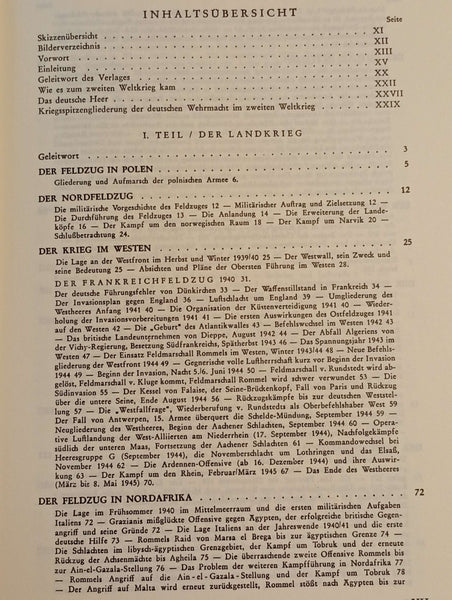 INHALTSÜBERSICHT
Seite
Skizzenübersicht XI
Bilderverzeichnis XII
Vorwort XIII
Einleitung XV
Geleitwort des Verlages XX
Wie es zum zweiten Weltkrieg kam XXII
Das deutsche Heer XXVII
Kriegsspitzengliederung der deutschen Wehrmacht im zweiten Weltkrieg XXIX
I. TEIL / DER LANDKRIEG
Geleitwort 3
DER FELDZUG IN POLEN 5
Gliederung und Aufmarsch der polnischen Armee 6.
DER NORDFELDZUG 12
Die militärische Vorgeschichte des Feldzuges 12 — Militärischer Auftrag und Zielsetzung 12 —
Die Durchführung des Feldzuges 13 — Die Anlandung 14 — Die Erweiterung der Lande-
köpfe 16 — Der Kampf um den norwegischen Raum 18 — Der Kampf um Narvik 20 —
Schlußbetrachtung 24.
DER KRIEG IM WESTEN 25
Die Lage an der Westfront im Herbst und Winter 1939/40 25 — Der Westwall, sein Zweck und
seine Bedeutung 25 — Absichten und Pläne der Obersten Führung im Westen 28.
DER FRANKREICHFELDZUG 1940 31.
Der deutsche Führungsfehler von Dünkirchen 33 — Der Waffenstillstand in Frankreich 34 —
Der Invasionsplan gegen England 36 — Luftschlacht um England 39 — Umgliederung des
Westheeres Anfang 1941 40 — Die Organisation der Küstenverteidigung 1941 40 — Wieder-
holung der Invasionsvorbereitungen 1941 41 — Die ersten Auswirkungen des Ostfeldzuges 1941
auf den Westen 42 — Die „Geburt" des Atlantikwalles 43 — Befehlswechsel im Westen 1942 43
— Das britische Landeunternehmen von Dieppe, August 1942 44 — Der Abfall Algeriens von
der Vichy-Regierung, Besetzung Südfrankreichs, Spätherbst 1942 46 — Das Spannungsjahr 1943 im
Westen 47 — Der Einsatz Feldmarschall Rommels im Westen, Winter 1943/44 48 — Neue Befehls-
gliederung der Westfront 1944 49 — Gegnerische volle Luftherrschaft kurz vor Beginn der Invasion
1944 49 — Beginn der Invasion, Nacht 5./6. Juni 1944 50 — Feldmarschall v. Rundstedt wird ab-
gelöst, Feldmarschall v. Kluge kommt, Feldmarschall Rommel wird schwer verwundet 53 — Die
Südinvasion 55 — Der Kessel von Falaise, der Seine-Brückenkopf, Fall von Paris und Rückzug
bis über die untere Seine, Ende August 1944 56 — Rückzugskämpfe bis zur deutschen Weststel-
lung 57 — Die „Westfallfrage", Wiederberufung v. Rundstedts als Oberbefehlshaber West 59 —
Der Fall von Antwerpen, 15. Armee überquert die Schelde-Mündung, September 1944 59 —
Neugliederung des Westheeres, Beginn der Aachener Schlachten, September 1944 60 — Opera-
tive Luftlandung der West-Alliierten am Niederrhein (17. September 1944), Nachfolgekämpfe
südlich der unteren Maas, Fortsetzung der Aachener Schlachten 61 — Kommandowechsel bei
Heeresgruppe G (September 1944), die Novemberschlacht um Lothringen und das Elsaß,
November 1944 62 — Die Ardennen-Offensive (ab 16. Dezember 1944) und ihre Auswir-
kung 63 — Der Kampf um den Rhein, Februar/März 1945 67 — Das Ende des Westheeres
(März bis 8. Mai 1945) 70.
DER FELDZUG IN NORDAFRIKA 72
Die Lage im Frühsommer 1940 im Mittelmeerraum und die ersten militärischen Aufgaben
Italiens 72 — Grazianis mißglückte Offensive gegen Ägypten, der erfolgreiche britische Gegen-
angriff und seine Gründe 72 — Die Lage Italiens an der Jahreswende 1940/41 und die erste
deutsche Hilfe 73 — Rommels Raid von Marsa el Brega bis zur ägyptischen Grenze 74 —
Die Schlachten im libysch-ägyptischen Grenzgebiet, der Kampf um Tobruk und der erneute
Rückzug der Achsenmächte bis Agheila 75 — Die überraschende zweite Offensive Rommels bis
zur Ain-el-Gazala-Stellung 76 — Das Problem der weiteren Kampfführung in Nordafrika 77
— Rommels Angriff auf die Ain-el-Gazala-Stellung und der Kampf um Tobruk 78 —
Der Angriff auf Malta wird erneut zurückgestellt, Rommel stößt nach Ägypten bis zur